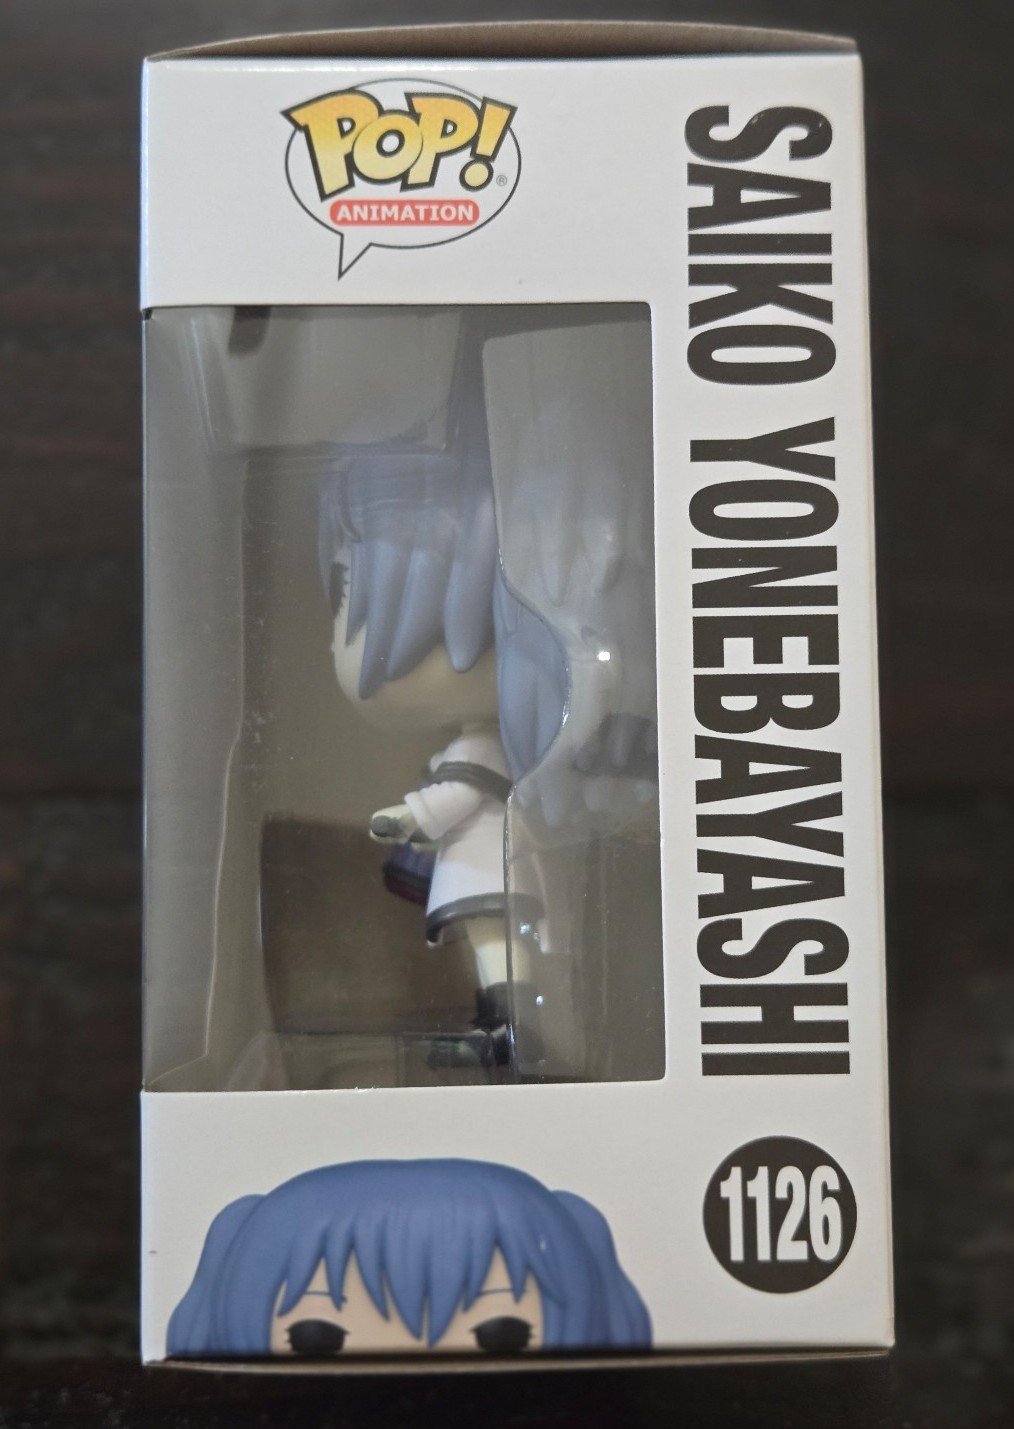 POP! ®
ANIMATION
SAIKO YONEBAYASHI
1126